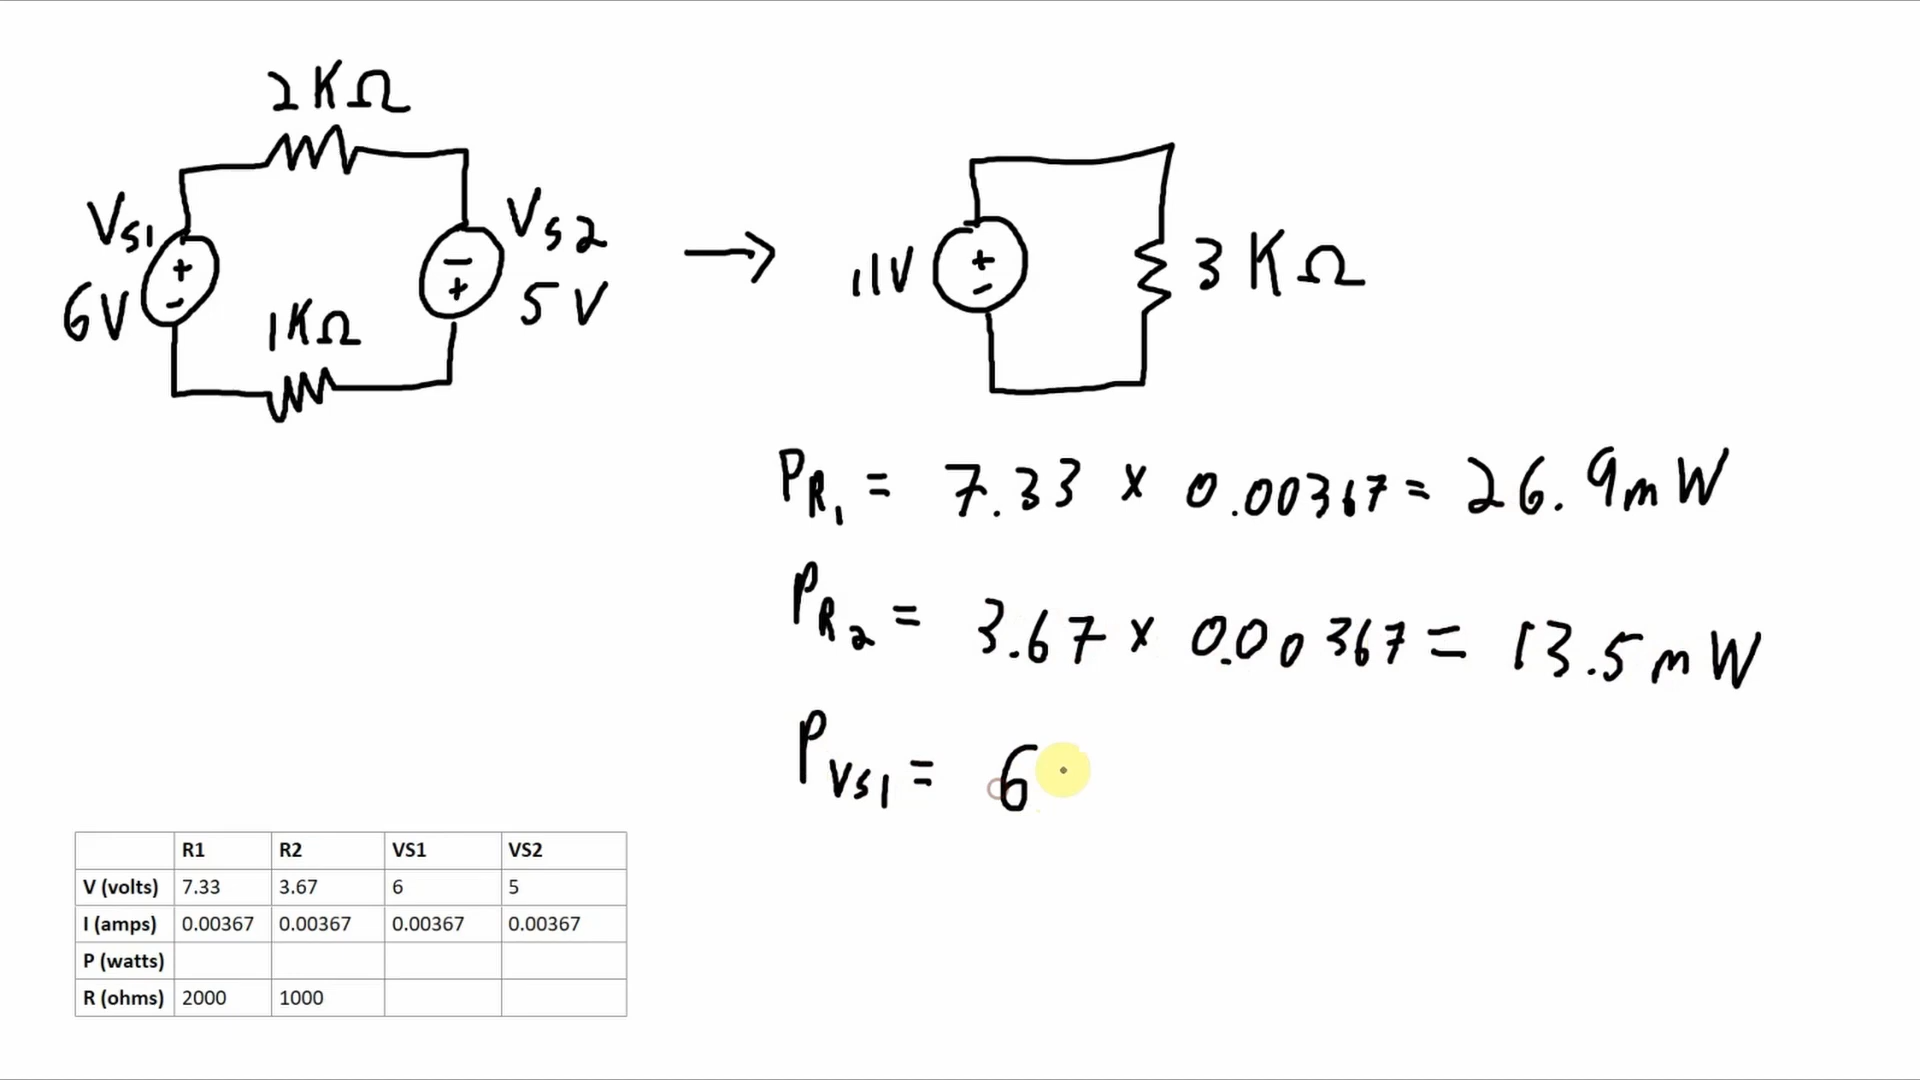 2KΩ
VS1
6V
+
-
VS2
5V
-
+
1KΩ
→
11V
+
-
3KΩ
PR1 = 7.33 x 0.00367 = 26.9mW
PR2 = 3.67 x 0.00367 = 13.5mW
PVS1 = 6
R1 R2 VS1 VS2
V (volts) 7.33 3.67 6 5
I (amps) 0.00367 0.00367 0.00367 0.00367
P (watts)
R (ohms) 2000 1000